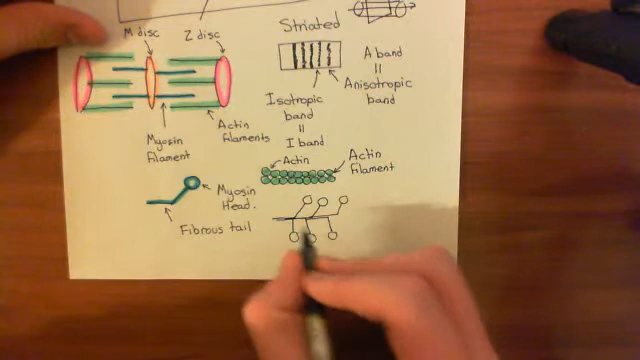 M disc
Z disc
Striated
A band
=
Anisotropic
band
Isotropic
band
=
I band
Myosin
filament
Actin
filaments
Actin
Actin
Filament
Myosin
Head.
Fibrous tail